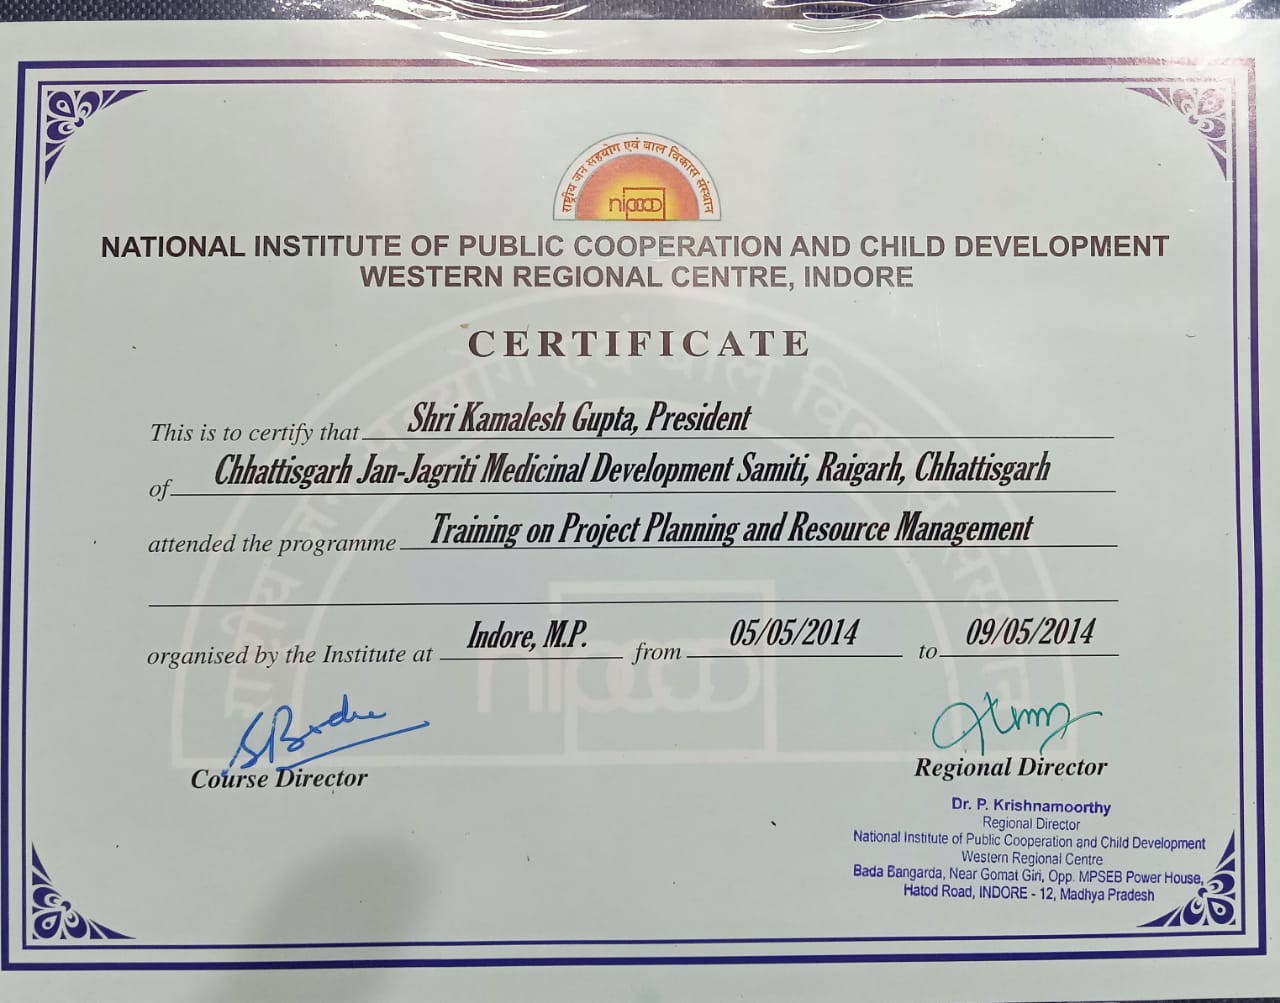 राष्ट्रीय जन सहयोग एवं बाल विकास संस्थान
nipccd
NATIONAL INSTITUTE OF PUBLIC COOPERATION AND CHILD DEVELOPMENT
WESTERN REGIONAL CENTRE, INDORE
CERTIFICATE
This is to certify that Shri Kamalesh Gupta, President
of Chhattisgarh Jan-Jagriti Medicinal Development Samiti, Raigarh, Chhattisgarh
attended the programme Training on Project Planning and Resource Management
organised by the Institute at Indore, M.P. from 05/05/2014 to 09/05/2014
Course Director
Regional Director
Dr. P. Krishnamoorthy
Regional Director
National Institute of Public Cooperation and Child Development
Western Regional Centre
Bada Bangarda, Near Gomat Giri, Opp. MPSEB Power House,
Hatod Road, INDORE - 12, Madhya Pradesh